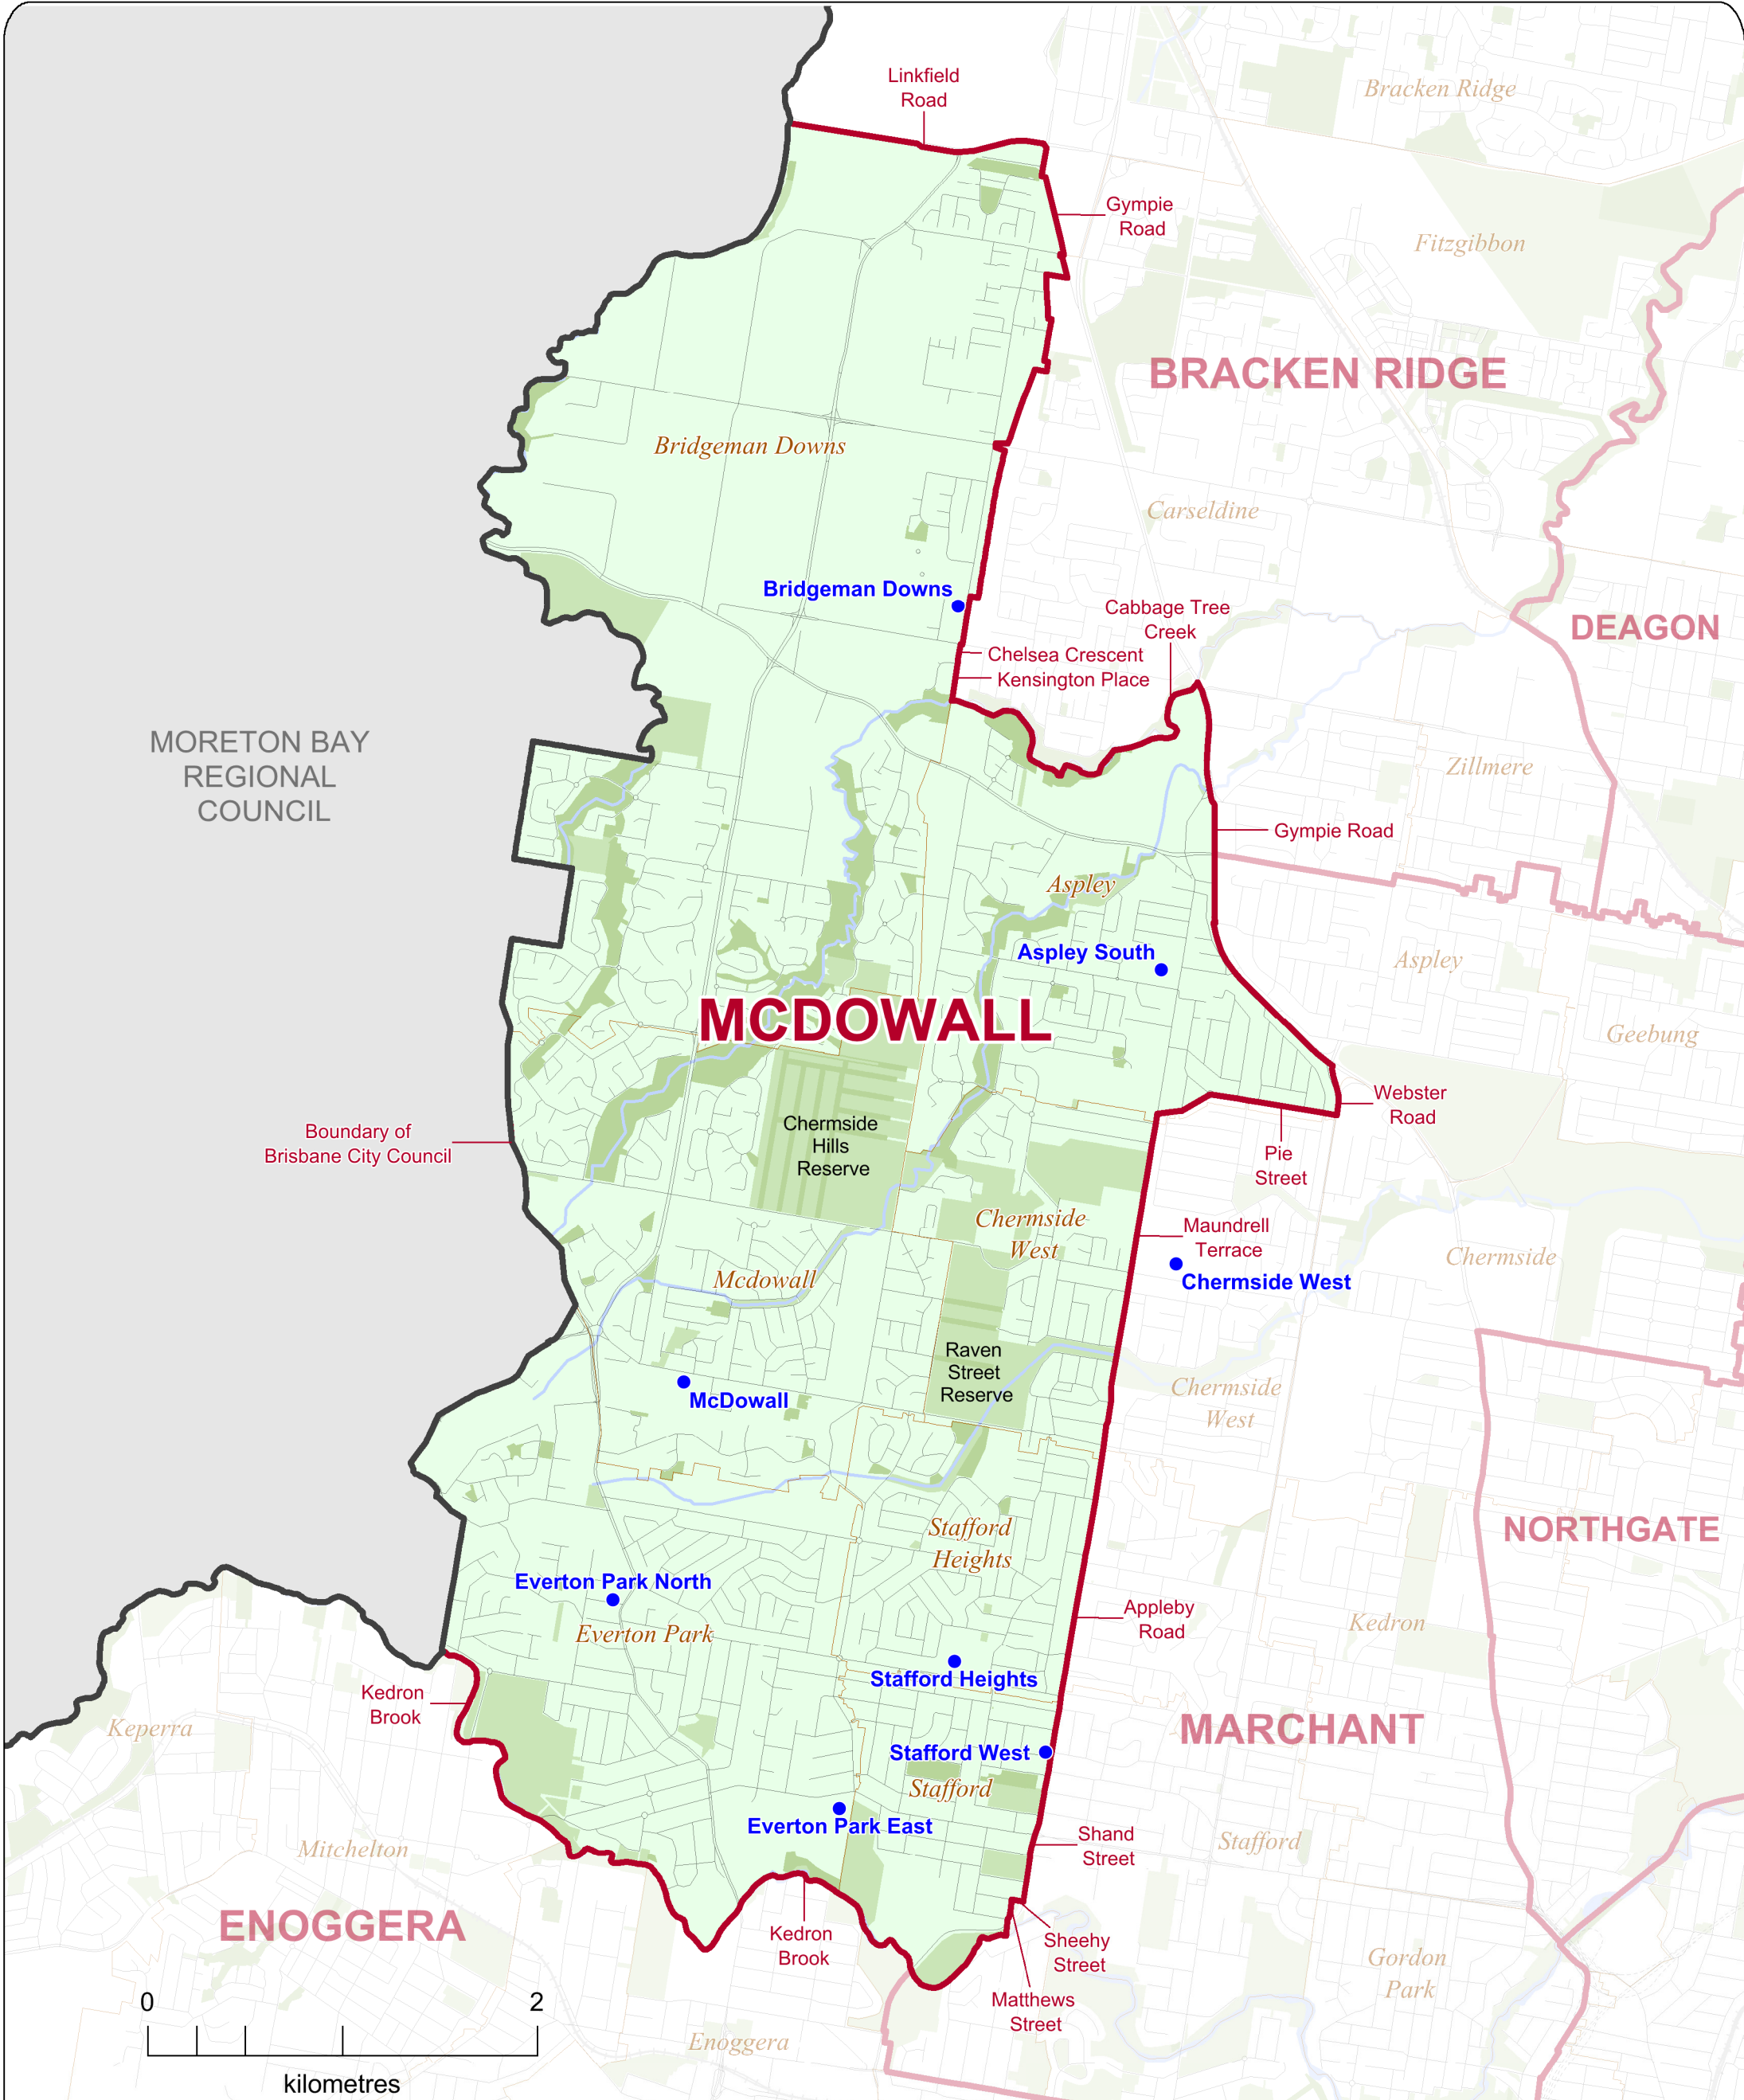 Linkfield
Road
Bracken Ridge
Gympie
Road
Fitzgibbon
BRACKEN RIDGE
Bridgeman Downs
Carseldine
Bridgeman Downs
Cabbage Tree
Creek
DEAGON
Chelsea Crescent
Kensington Place
MORETON BAY
REGIONAL
COUNCIL
Zillmere
Gympie Road
Aspley
Aspley South
Aspley
MCDOWALL
Geebung
Webster
Road
Chermside
Hills
Reserve
Boundary of
Brisbane City Council
Pie
Street
Chermside
West
Maundrell
Terrace
Chermside
Mcdowall
Chermside West
Raven
Street
Reserve
McDowall
Chermside
West
Stafford
Heights
NORTHGATE
Everton Park North
Everton Park
Appleby
Road
Kedron
Stafford Heights
Kedron
Brook
Keperra
MARCHANT
Stafford West
Stafford
Everton Park East
Shand
Street
Stafford
Mitchelton
ENOGGERA
Kedron
Brook
Sheehy
Street
Gordon
Park
Matthews
Street
Enoggera
0 2
kilometres